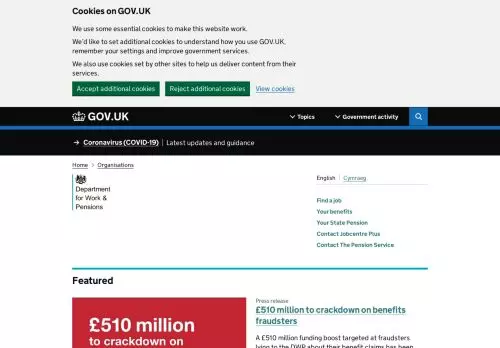 Cookies on GOV.UK
We use some essential cookies to make this website work.
We'd like to set additional cookies to understand how you use GOV.UK,
remember your settings and improve government services.
We also use cookies set by other sites to help us deliver content from their
services.
Accept additional cookies
Reject additional cookies
View cookies
GOV.UK
Topics
Government activity
→ Coronavirus (COVID-19) | Latest updates and guidance
Home > Organisations
English | Cymraeg
Department
for Work &
Pensions
Find a job
Your benefits
Your State Pension
Contact Jobcentre Plus
Contact The Pension Service
Featured
£510 million
to crackdown on
Press release
£510 million to crackdown on benefits
fraudsters
A £510 million funding boost targeted at fraudsters
lying to the DWP about their benefit claims has been